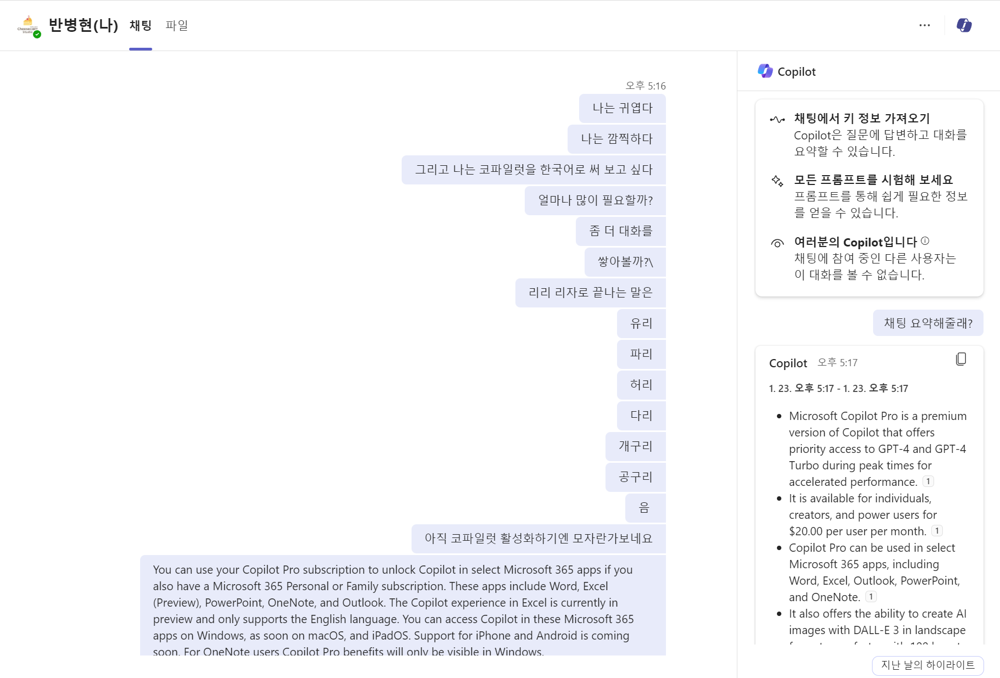 Cheesecake
Studio
반병현(나)
채팅
파일
오후 5:16
나는 귀엽다
나는 깜찍하다
그리고 나는 코파일럿을 한국어로 써 보고 싶다
얼마나 많이 필요할까?
좀 더 대화를
쌓아볼까?\
리리 리자로 끝나는 말은
유리
파리
허리
다리
개구리
공구리
음
아직 코파일럿 활성화하기엔 모자란가보네요
You can use your Copilot Pro subscription to unlock Copilot in select Microsoft 365 apps if you
also have a Microsoft 365 Personal or Family subscription. These apps include Word, Excel
(Preview), PowerPoint, OneNote, and Outlook. The Copilot experience in Excel is currently in
preview and only supports the English language. You can access Copilot in these Microsoft 365
apps on Windows, as soon on macOS, and iPadOS. Support for iPhone and Android is coming
soon. For OneNote users Copilot Pro benefits will only be visible in Windows.
Copilot
채팅에서 키 정보 가져오기
Copilot은 질문에 답변하고 대화를
요약할 수 있습니다.
모든 프롬프트를 시험해 보세요
프롬프트를 통해 쉽게 필요한 정보
를 얻을 수 있습니다.
여러분의 Copilot입니다
채팅에 참여 중인 다른 사용자는
이 대화를 볼 수 없습니다.
채팅 요약해줄래?
Copilot 오후 5:17
1. 23. 오후 5:17 - 1. 23. 오후 5:17
Microsoft Copilot Pro is a premium
version of Copilot that offers
priority access to GPT-4 and GPT-4
Turbo during peak times for
accelerated performance. 1
It is available for individuals,
creators, and power users for
$20.00 per user per month. 1
Copilot Pro can be used in select
Microsoft 365 apps, including
Word, Excel, Outlook, PowerPoint,
and OneNote. 1
It also offers the ability to create AI
images with DALL-E 3 in landscape
지난 날의 하이라이트